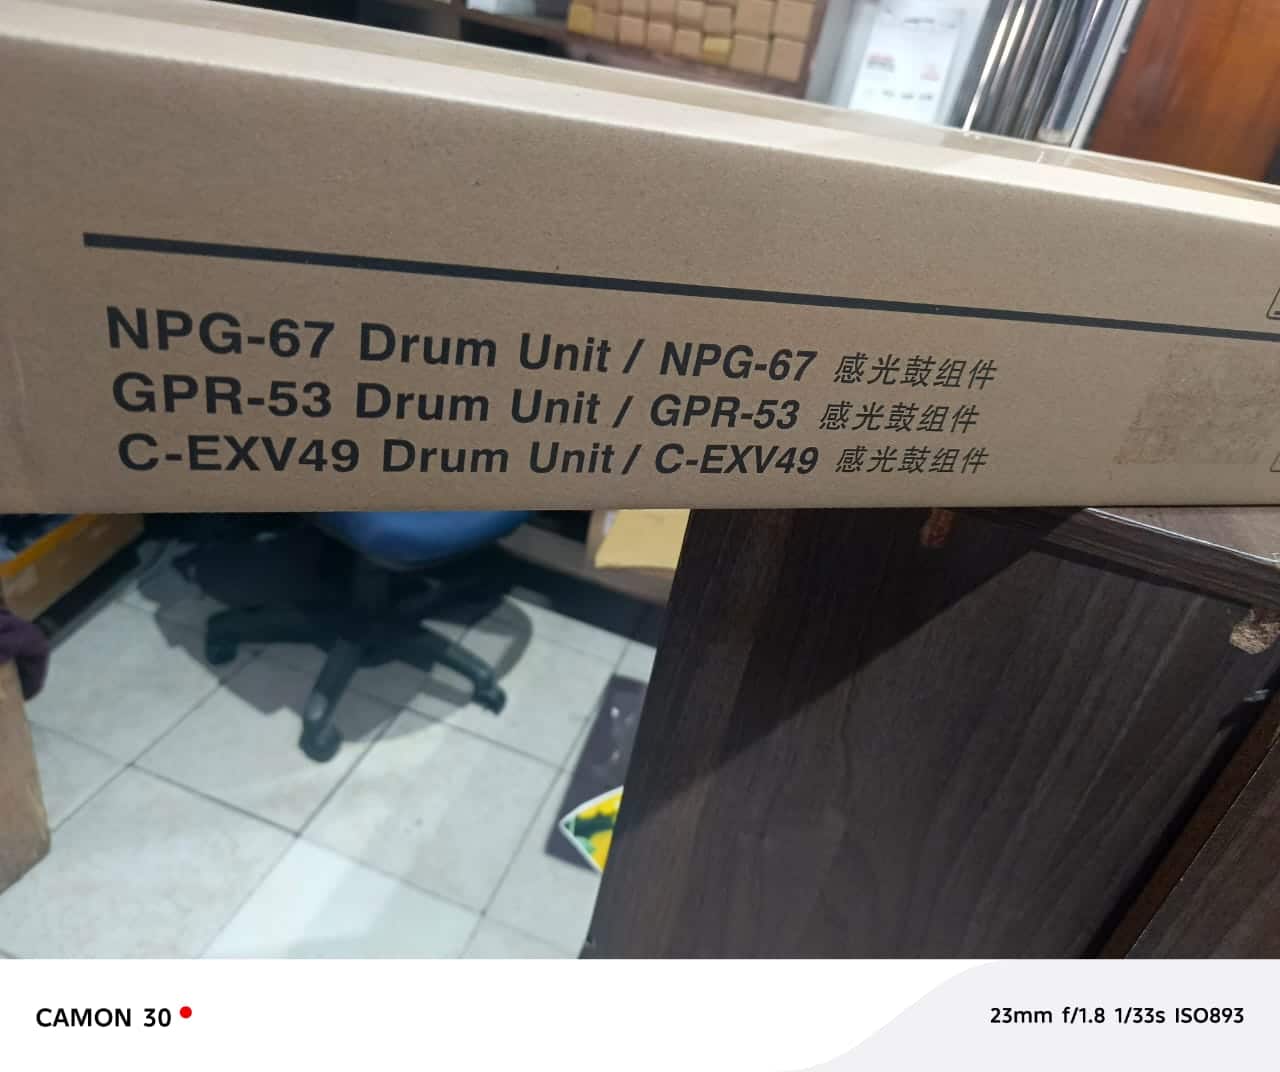 NPG-67 Drum Unit / NPG-67 感光鼓组件
GPR-53 Drum Unit / GPR-53 感光鼓组件
C-EXV49 Drum Unit / C-EXV49 感光鼓组件
CAMON 30
23mm f/1.8 1/33s ISO893